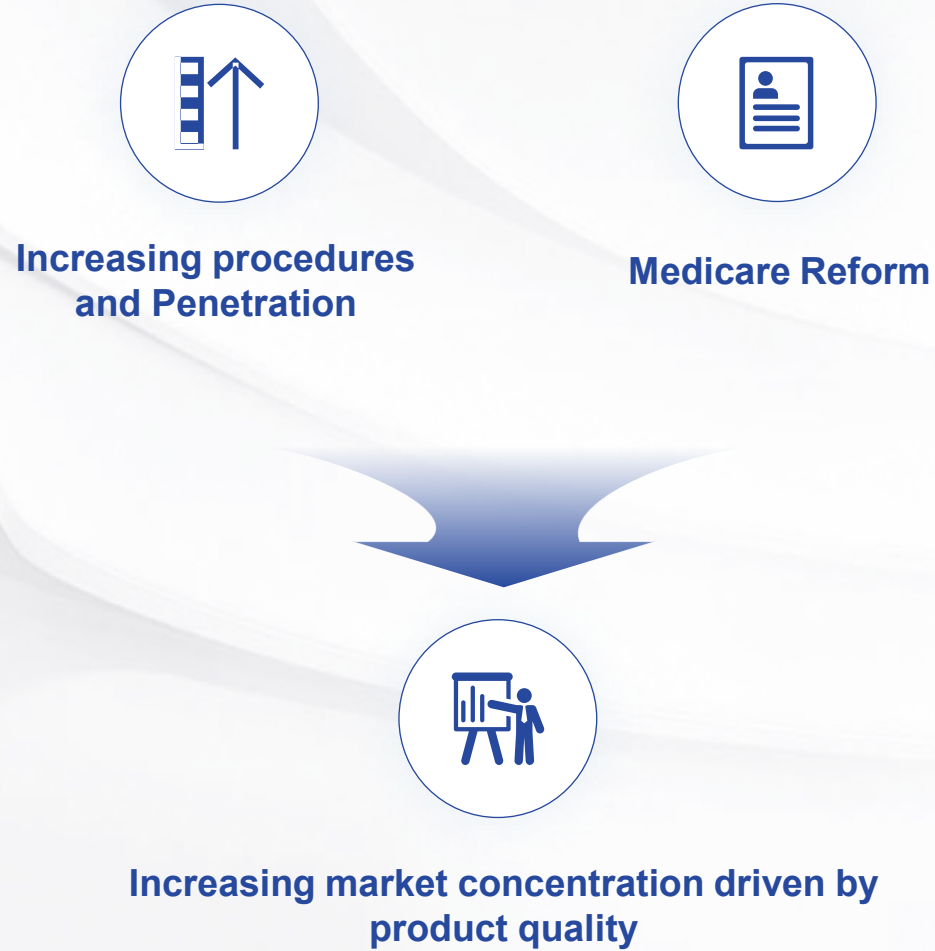 Increasing procedures
and Penetration
Medicare Reform
Increasing market concentration driven by
product quality